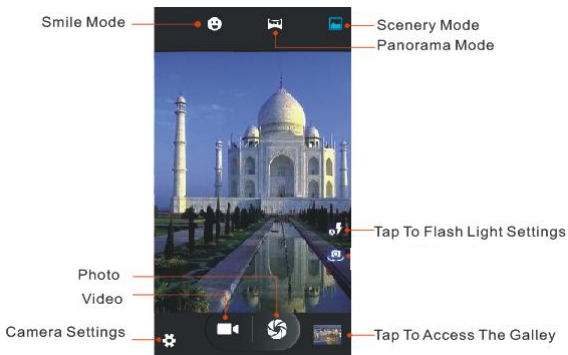 Smile Mode
Scenery Mode
Panorama Mode
Tap To Flash Light Settings
Photo
Video
Camera Settings
Tap To Access The Galley